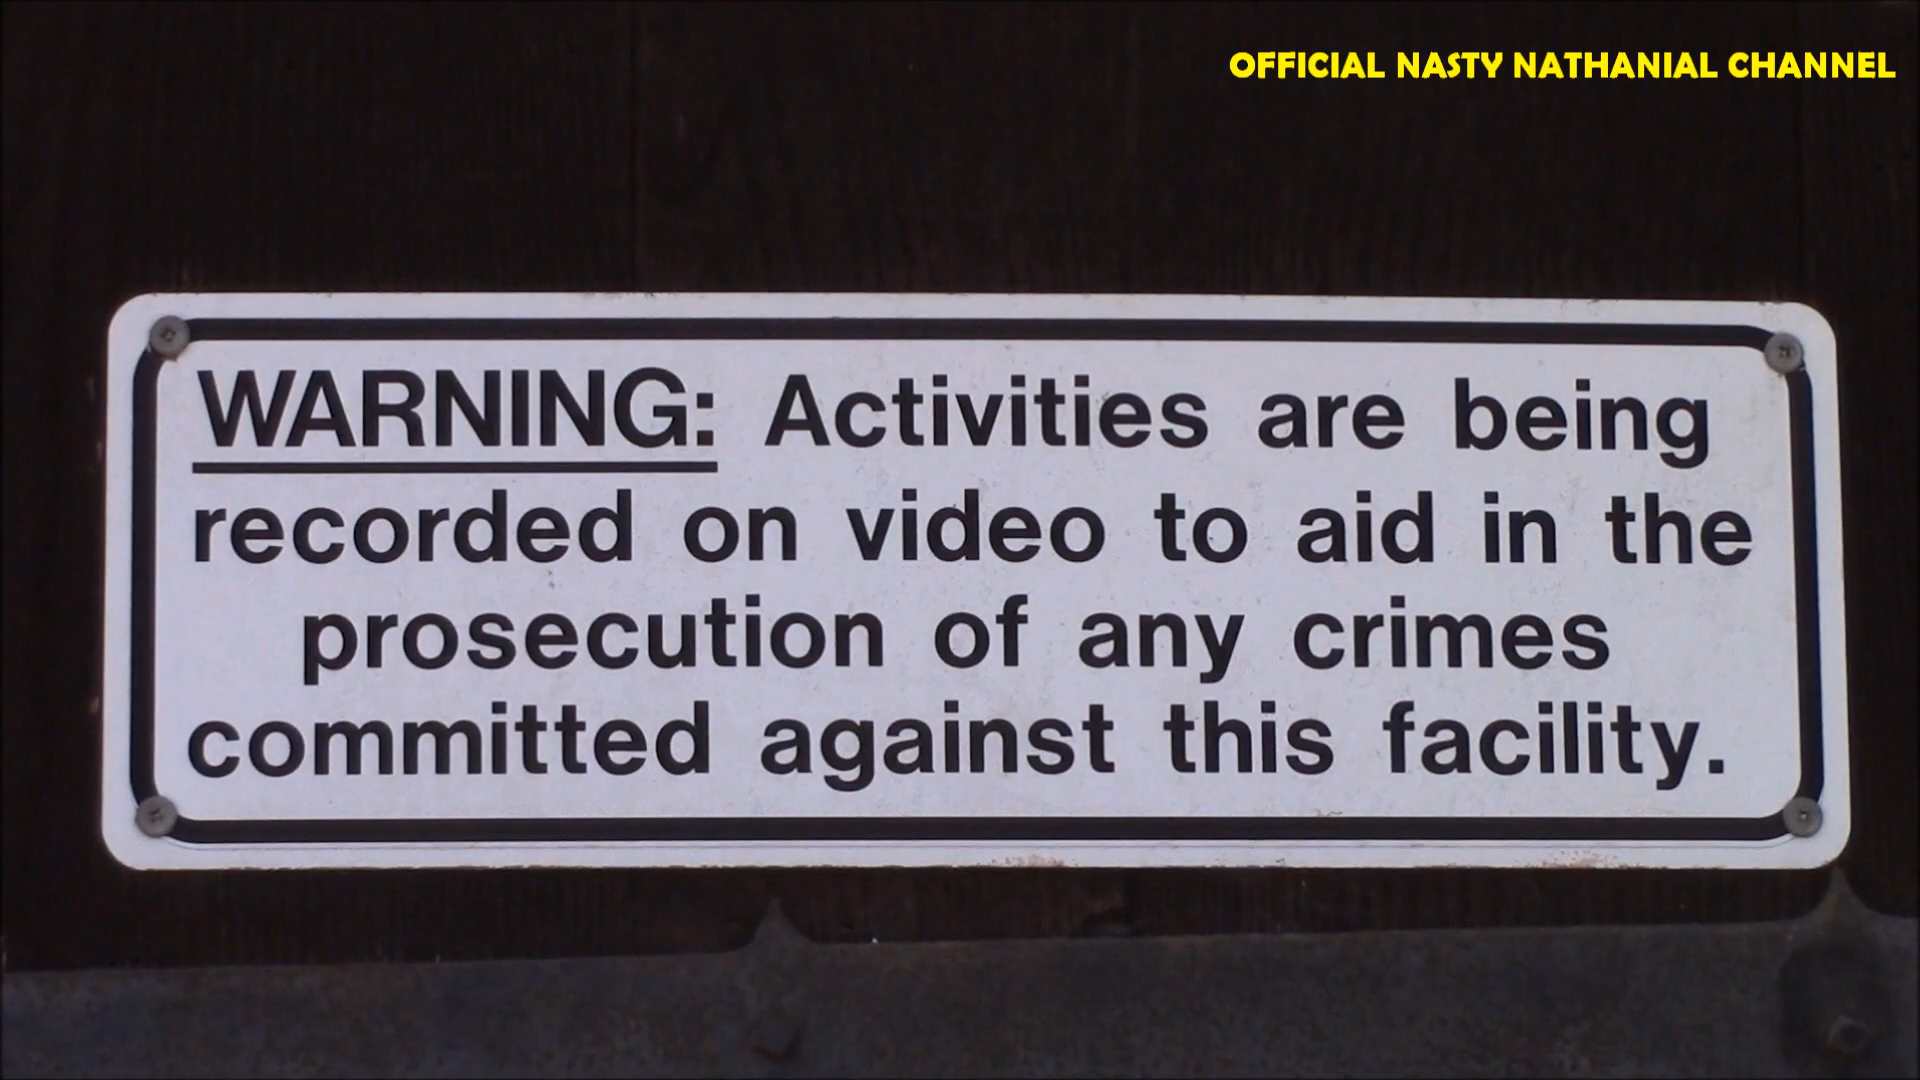 OFFICIAL NASTY NATHANIAL CHANNEL
WARNING: Activities are being
recorded on video to aid in the
prosecution of any crimes
committed against this facility.